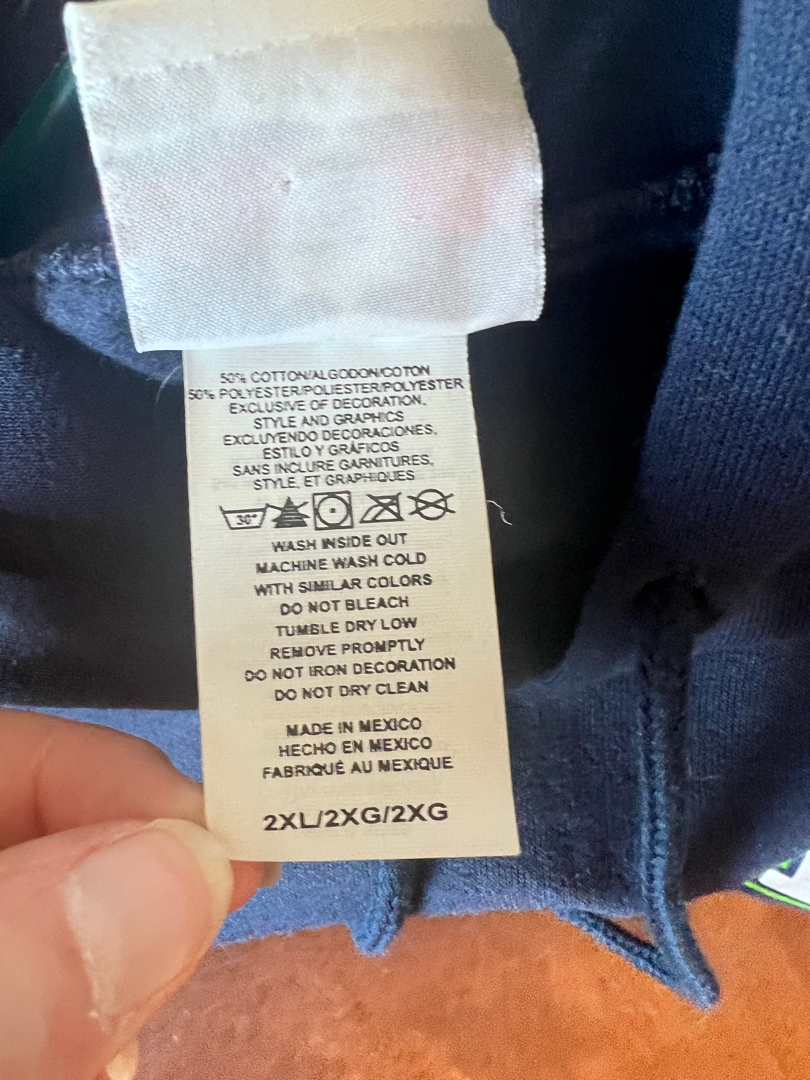 50% COTTON/ALGODON/COTON
50% POLYESTER/POLIESTER/POLYESTER
EXCLUSIVE OF DECORATION,
STYLE AND GRAPHICS
EXCLUYENDO DECORACIONES,
ESTILO Y GRÁFICOS
SANS INCLURE GARNITURES,
STYLE, ET GRAPHIQUES
30°
WASH INSIDE OUT
MACHINE WASH COLD
WITH SIMILAR COLORS
DO NOT BLEACH
TUMBLE DRY LOW
REMOVE PROMPTLY
DO NOT IRON DECORATION
DO NOT DRY CLEAN
MADE IN MEXICO
HECHO EN MEXICO
FABRIQUÉ AU MEXIQUE
2XL/2XG/2XG